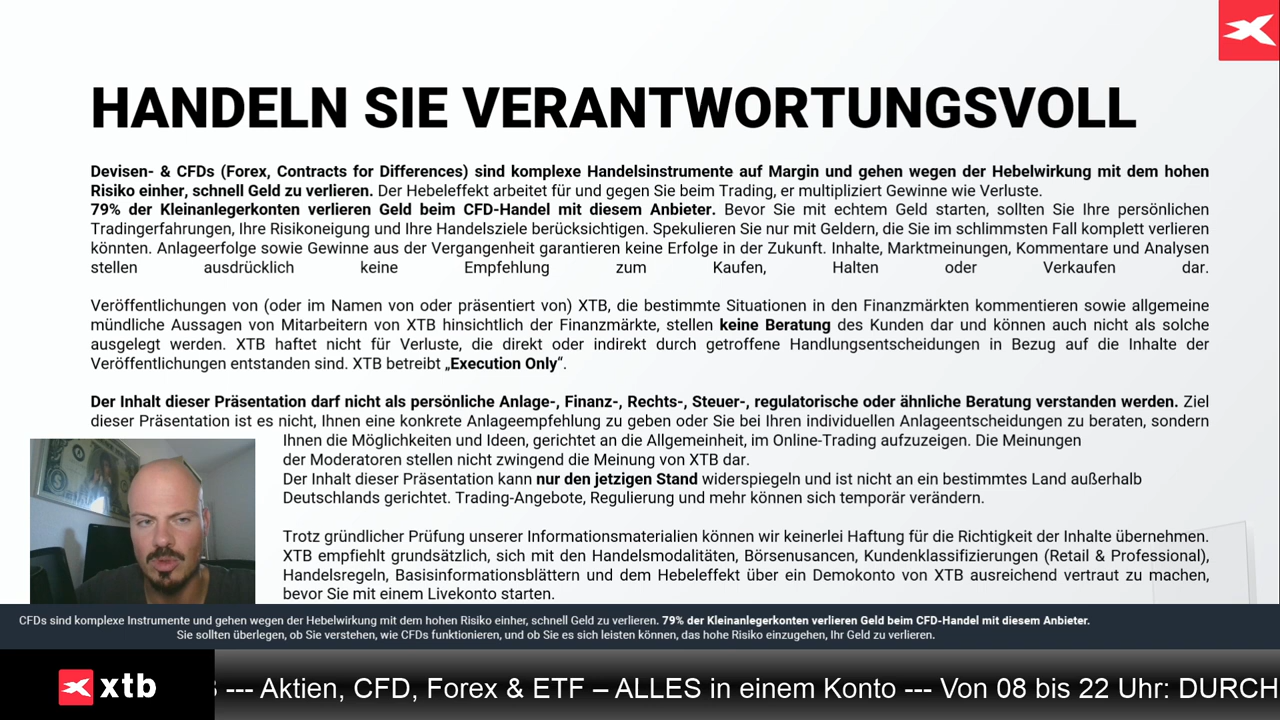 HANDELN SIE VERANTWORTUNGSVOLL
Devisen- & CFDs (Forex, Contracts for Differences) sind komplexe Handelsinstrumente auf Margin und gehen wegen der Hebelwirkung mit dem hohen
Risiko einher, schnell Geld zu verlieren. Der Hebeleffekt arbeitet für und gegen Sie beim Trading, er multipliziert Gewinne wie Verluste.
79% der Kleinanlegerkonten verlieren Geld beim CFD-Handel mit diesem Anbieter. Bevor Sie mit echtem Geld starten, sollten Sie Ihre persönlichen
Tradingerfahrungen, Ihre Risikoneigung und Ihre Handelsziele berücksichtigen. Spekulieren Sie nur mit Geldern, die Sie im schlimmsten Fall komplett verlieren
könnten. Anlageerfolge sowie Gewinne aus der Vergangenheit garantieren keine Erfolge in der Zukunft. Inhalte, Marktmeinungen, Kommentare und Analysen
stellen ausdrücklich keine Empfehlung zum Kaufen, Halten oder Verkaufen dar.
Veröffentlichungen von (oder im Namen von oder präsentiert von) XTB, die bestimmte Situationen in den Finanzmärkten kommentieren sowie allgemeine
mündliche Aussagen von Mitarbeitern von XTB hinsichtlich der Finanzmärkte, stellen keine Beratung des Kunden dar und können auch nicht als solche
ausgelegt werden. XTB haftet nicht für Verluste, die direkt oder indirekt durch getroffene Handlungsentscheidungen in Bezug auf die Inhalte der
Veröffentlichungen entstanden sind. XTB betreibt „Execution Only“.
Der Inhalt dieser Präsentation darf nicht als persönliche Anlage-, Finanz-, Rechts-, Steuer-, regulatorische oder ähnliche Beratung verstanden werden. Ziel
dieser Präsentation ist es nicht, Ihnen eine konkrete Anlageempfehlung zu geben oder Sie bei Ihren individuellen Anlageentscheidungen zu beraten, sondern
Ihnen die Möglichkeiten und Ideen, gerichtet an die Allgemeinheit, im Online-Trading aufzuzeigen. Die Meinungen
der Moderatoren stellen nicht zwingend die Meinung von XTB dar.
Der Inhalt dieser Präsentation kann nur den jetzigen Stand widerspiegeln und ist nicht an ein bestimmtes Land außerhalb
Deutschlands gerichtet. Trading-Angebote, Regulierung und mehr können sich temporär verändern.
Trotz gründlicher Prüfung unserer Informationsmaterialien können wir keinerlei Haftung für die Richtigkeit der Inhalte übernehmen.
XTB empfiehlt grundsätzlich, sich mit den Handelsmodalitäten, Börsenusancen, Kundenklassifizierungen (Retail & Professional),
Handelsregeln, Basisinformationsblättern und dem Hebeleffekt über ein Demokonto von XTB ausreichend vertraut zu machen,
bevor Sie mit einem Livekonto starten.
CFDs sind komplexe Instrumente und gehen wegen der Hebelwirkung mit dem hohen Risiko einher, schnell Geld zu verlieren. 79% der Kleinanlegerkonten verlieren Geld beim CFD-Handel mit diesem Anbieter.
Sie sollten überlegen, ob Sie verstehen, wie CFDs funktionieren, und ob Sie es sich leisten können, das hohe Risiko einzugehen, Ihr Geld zu verlieren.
xtb --- Aktien, CFD, Forex & ETF – ALLES in einem Konto --- Von 08 bis 22 Uhr: DURCH